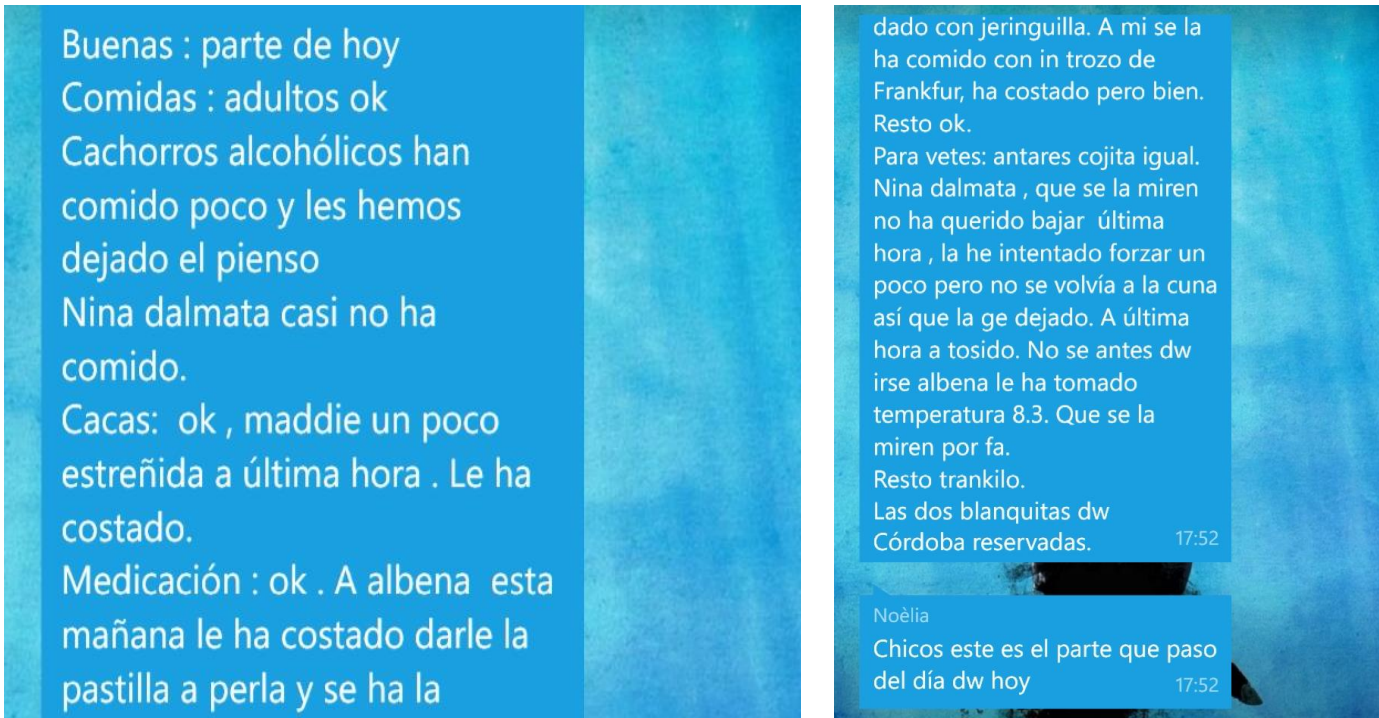 Buenas : parte de hoy
Comidas : adultos ok
Cachorros alcohólicos han
comido poco y les hemos
dejado el pienso
Nina dalmata casi no ha
comido.
Cacas:  ok , maddie un poco
estreñida a última hora . Le ha
costado.
Medicación : ok . A albena  esta
mañana le ha costado darle la
pastilla a perla y se ha la
dado con jeringuilla. A mi se la
ha comido con in trozo de
Frankfur, ha costado pero bien.
Resto ok.
Para vetes: antares cojita igual.
Nina dalmata , que se la miren
no ha querido bajar  última
hora , la he intentado forzar un
poco pero no se volvía a la cuna
así que la ge dejado. A última
hora a tosido. No se antes dw
irse albena le ha tomado
temperatura 8.3. Que se la
miren por fa.
Resto trankilo.
Las dos blanquitas dw
Córdoba reservadas. 17:52
Noèlia
Chicos este es el parte que paso
del día dw hoy 17:52